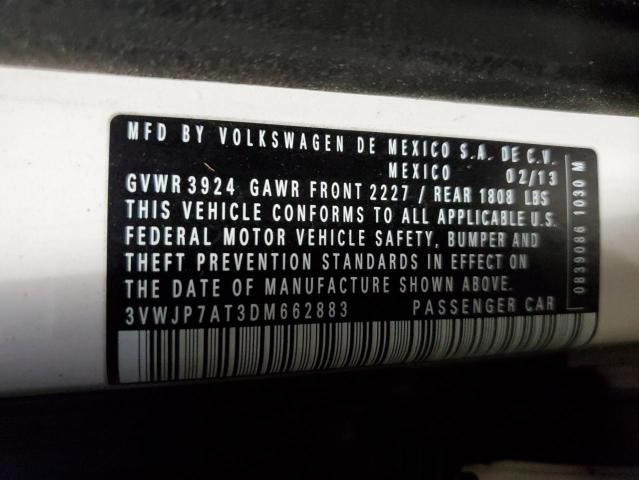 MFD BY VOLKSWAGEN DE MEXICO S.A. DE C.V.
MEXICO 02/13
GVWR 3924 GAWR FRONT 2227 / REAR 1808 LBS
THIS VEHICLE CONFORMS TO ALL APPLICABLE U.S.
FEDERAL MOTOR VEHICLE SAFETY, BUMPER AND
THEFT PREVENTION STANDARDS IN EFFECT ON
THE DATE OF MANUFACTURE SHOWN ABOVE.
3VWJP7AT3DM662883 PASSENGER CAR
0839086 1030 M